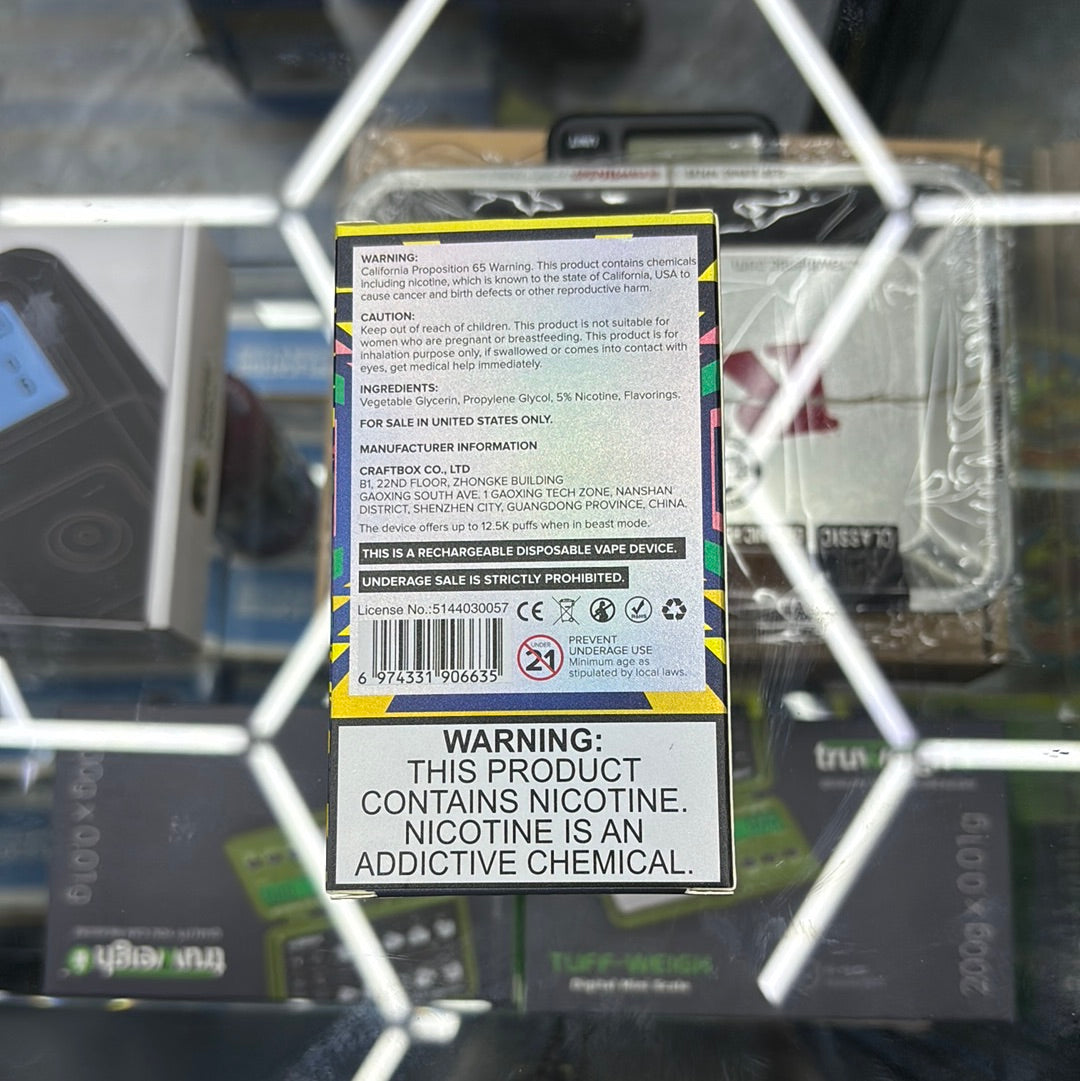 WARNING:
California Proposition 65 Warning. This product contains chemicals
including nicotine, which is known to the state of California, USA to
cause cancer and birth defects or other reproductive harm.
CAUTION:
Keep out of reach of children. This product is not suitable for
women who are pregnant or breastfeeding. This product is for
inhalation purpose only, if swallowed or comes into contact with
eyes, get medical help immediately.
INGREDIENTS:
Vegetable Glycerin, Propylene Glycol, 5% Nicotine, Flavorings.
FOR SALE IN UNITED STATES ONLY.
MANUFACTURER INFORMATION
CRAFTBOX CO., LTD
B1, 22ND FLOOR, ZHONGKE BUILDING
GAOXING SOUTH AVE. 1 GAOXING TECH ZONE, NANSHAN
DISTRICT, SHENZHEN CITY, GUANGDONG PROVINCE, CHINA.
The device offers up to 12.5K puffs when in beast mode.
THIS IS A RECHARGEABLE DISPOSABLE VAPE DEVICE.
UNDERAGE SALE IS STRICTLY PROHIBITED.
License No.:5144030057 CE
6 974331 906635
UNDER
21
PREVENT
UNDERAGE USE
Minimum age as
stipulated by local laws.
WARNING:
THIS PRODUCT
CONTAINS NICOTINE.
NICOTINE IS AN
ADDICTIVE CHEMICAL.
CLASSIC
truweigh
200g x 0.01g
truweigh
TUFF-WEIGH
Digital Mini Scale
200g x 0.01g